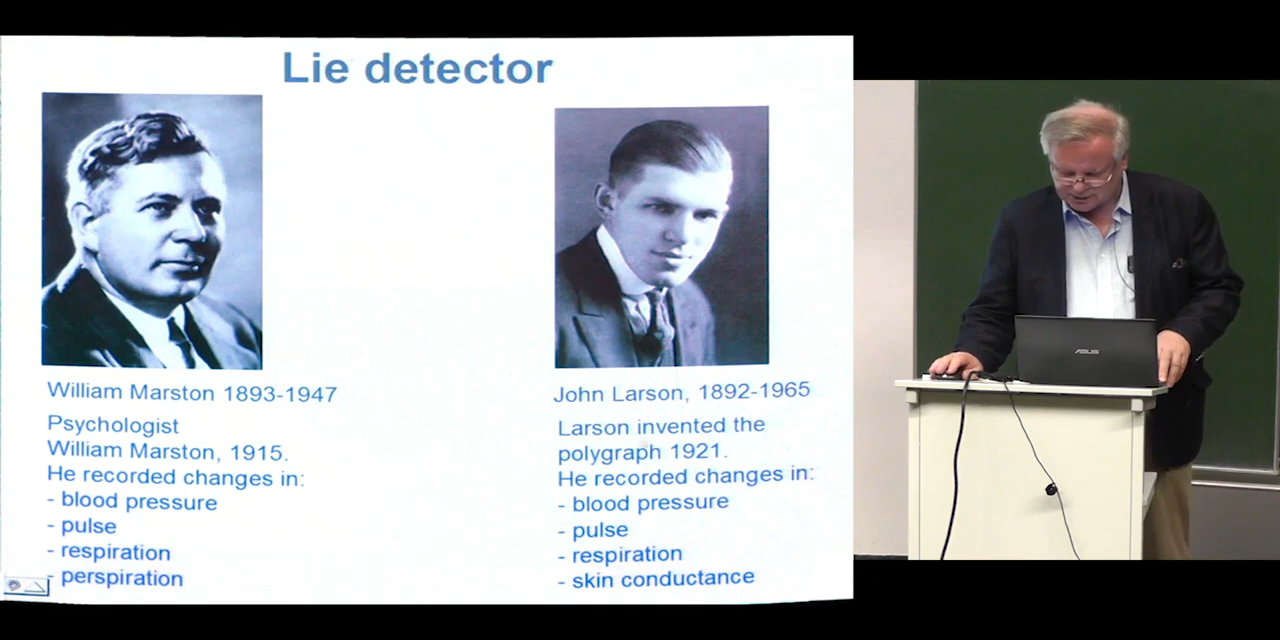 Lie detector
William Marston 1893-1947
Psychologist
William Marston, 1915.
He recorded changes in:
- blood pressure
- pulse
- respiration
- perspiration
John Larson, 1892-1965
Larson invented the
polygraph 1921.
He recorded changes in:
- blood pressure
- pulse
- respiration
- skin conductance
ASUS